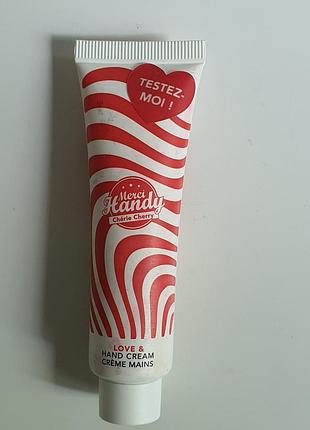 TESTEZ-
MOI !
Merci
Handy
Chérie Cherry
LOVE &
HAND CREAM
CRÈME MAINS